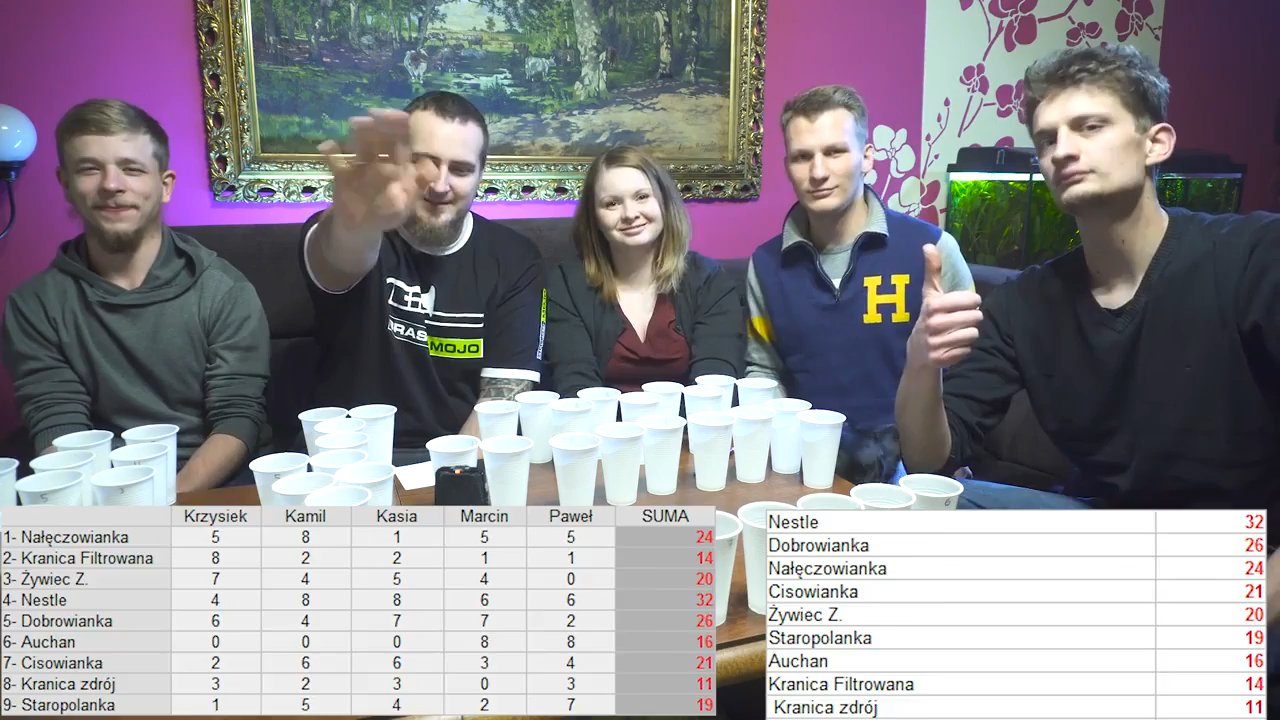 H
BRAS
MOJO
Krzysiek Kamil Kasia Marcin Paweł SUMA
1- Nałęczowianka 5 8 1 5 5 24
2- Kranica Filtrowana 8 2 2 1 1 14
3- Żywiec Z. 7 4 5 4 0 20
4- Nestle 4 8 8 6 6 32
5- Dobrowianka 6 4 7 7 2 26
6- Auchan 0 0 0 8 8 16
7- Cisowianka 2 6 6 3 4 21
8- Kranica zdrój 3 2 3 0 3 11
9- Staropolanka 1 5 4 2 7 19
Nestle 32
Dobrowianka 26
Nałęczowianka 24
Cisowianka 21
Żywiec Z. 20
Staropolanka 19
Auchan 16
Kranica Filtrowana 14
Kranica zdrój 11